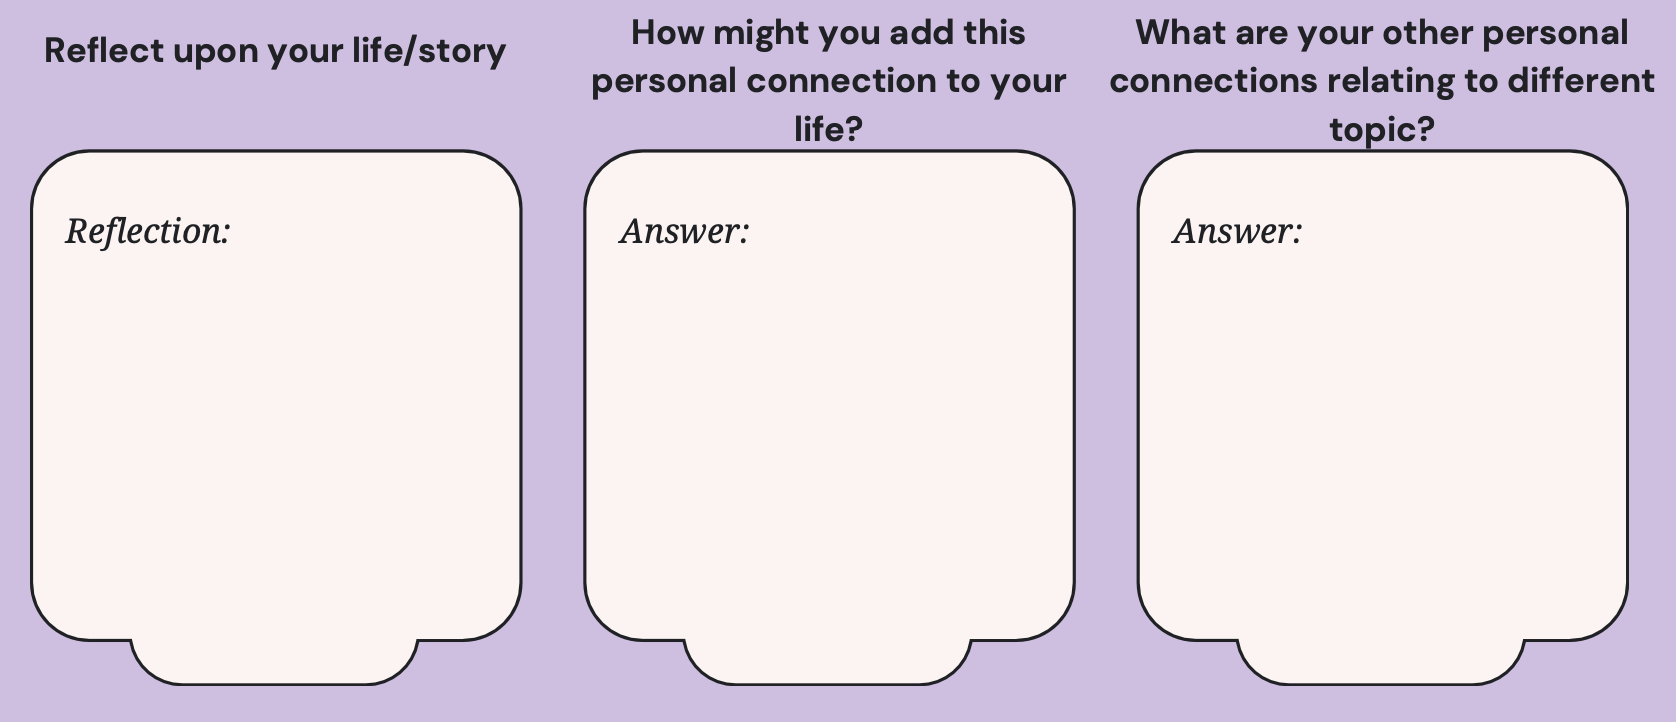 Reflect upon your life/story
How might you add this
personal connection to your
life?
What are your other personal
connections relating to different
topic?
Reflection:
Answer:
Answer: